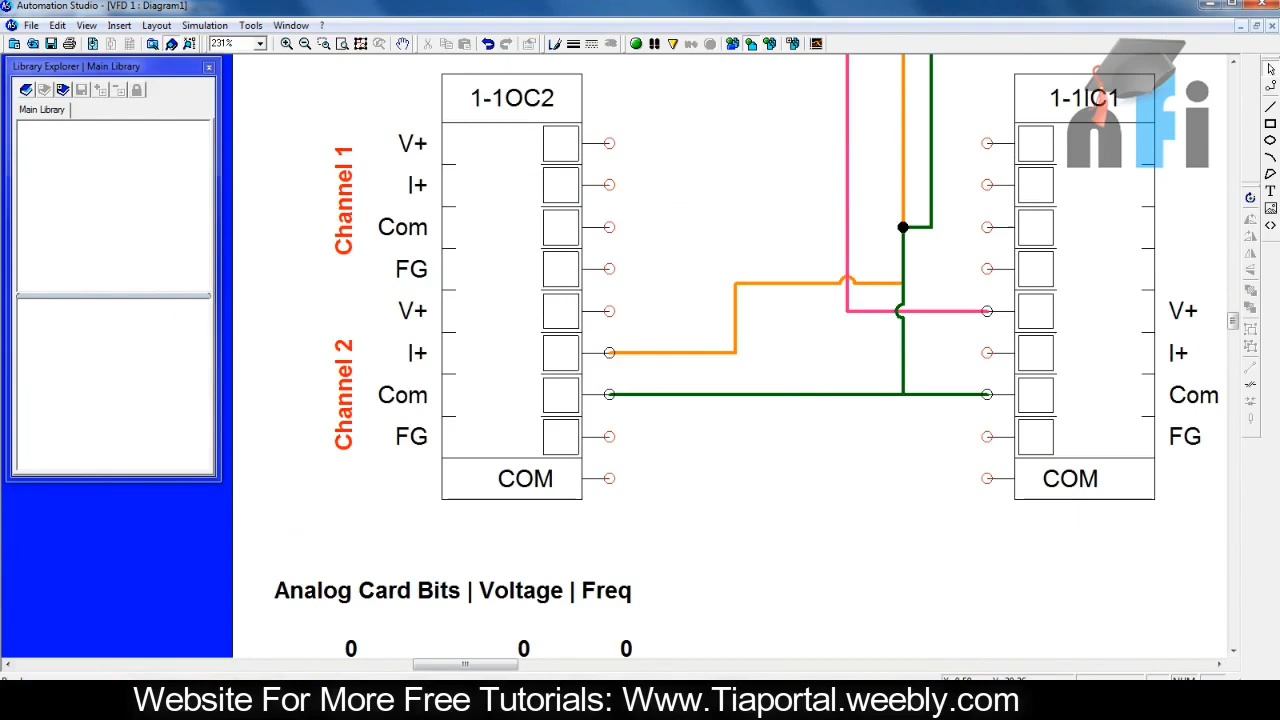 Automation Studio - [VFD 1 : Diagram1]
File Edit View Insert Layout Simulation Tools Window ?
231%
Library Explorer | Main Library
Main Library
1-1OC2
1-1IC1
nfi
Channel 1
V+
I+
Com
FG
Channel 2
V+
I+
Com
FG
COM
V+
I+
Com
FG
COM
Analog Card Bits | Voltage | Freq
0 0 0
Website For More Free Tutorials: Www.Tiaportal.weebly.com